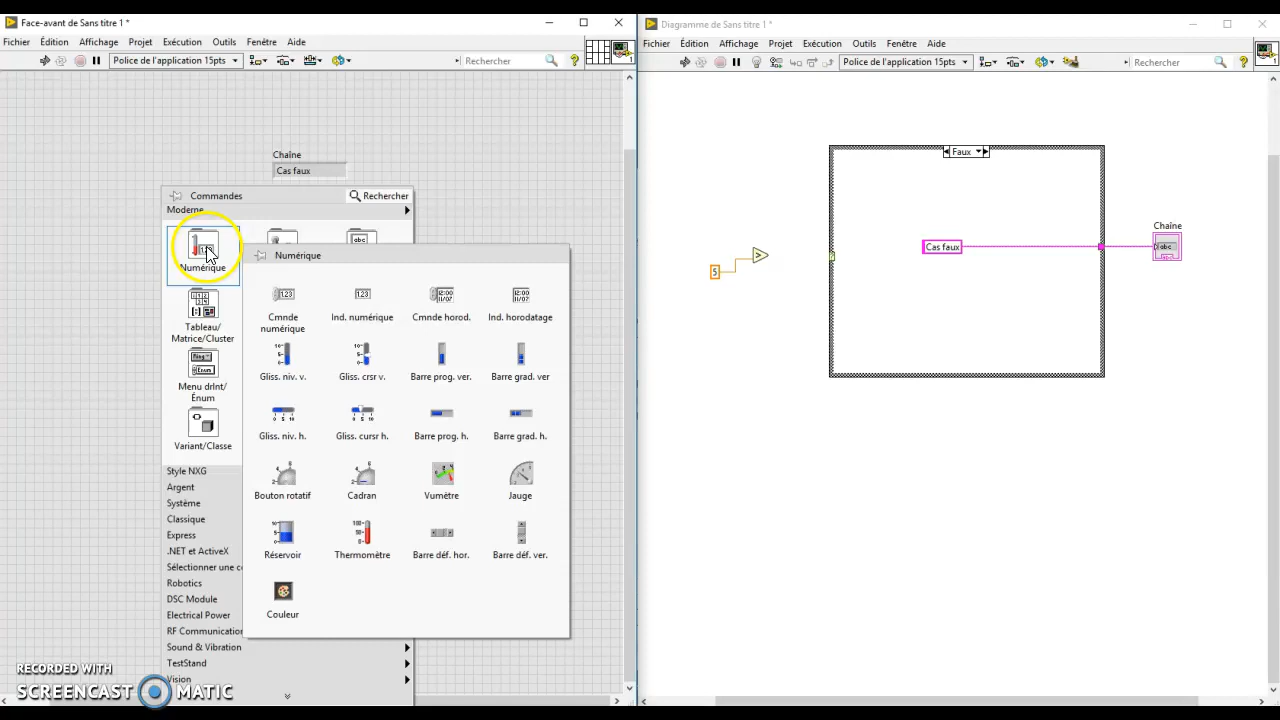 Face-avant de Sans titre 1 *
Fichier Édition Affichage Projet Exécution Outils Fenêtre Aide
Police de l'application 15pts
Rechercher
Chaîne
Cas faux
Commandes
Rechercher
Moderne
Numérique
Tableau/
Matrice/Cluster
Menu drInt/
Énum
Variant/Classe
Style NXG
Argent
Système
Classique
Express
.NET et ActiveX
Sélectionner une co
Robotics
DSC Module
Electrical Power
RF Communication
Sound & Vibration
TestStand
Vision
Numérique
Cmnde
numérique
Ind. numérique
Cmnde horod.
Ind. horodatage
Gliss. niv. v.
Gliss. crsr v.
Barre prog. ver.
Barre grad. ver
Gliss. niv. h.
Gliss. cursr h.
Barre prog. h.
Barre grad. h.
Bouton rotatif
Cadran
Vumètre
Jauge
Réservoir
Thermomètre
Barre déf. hor.
Barre déf. ver.
Couleur
RECORDED WITH
SCREENCAST MATIC
Diagramme de Sans titre 1 *
Fichier Édition Affichage Projet Exécution Outils Fenêtre Aide
Police de l'application 15pts
Rechercher
Faux
Chaîne
abc
Cas faux
5